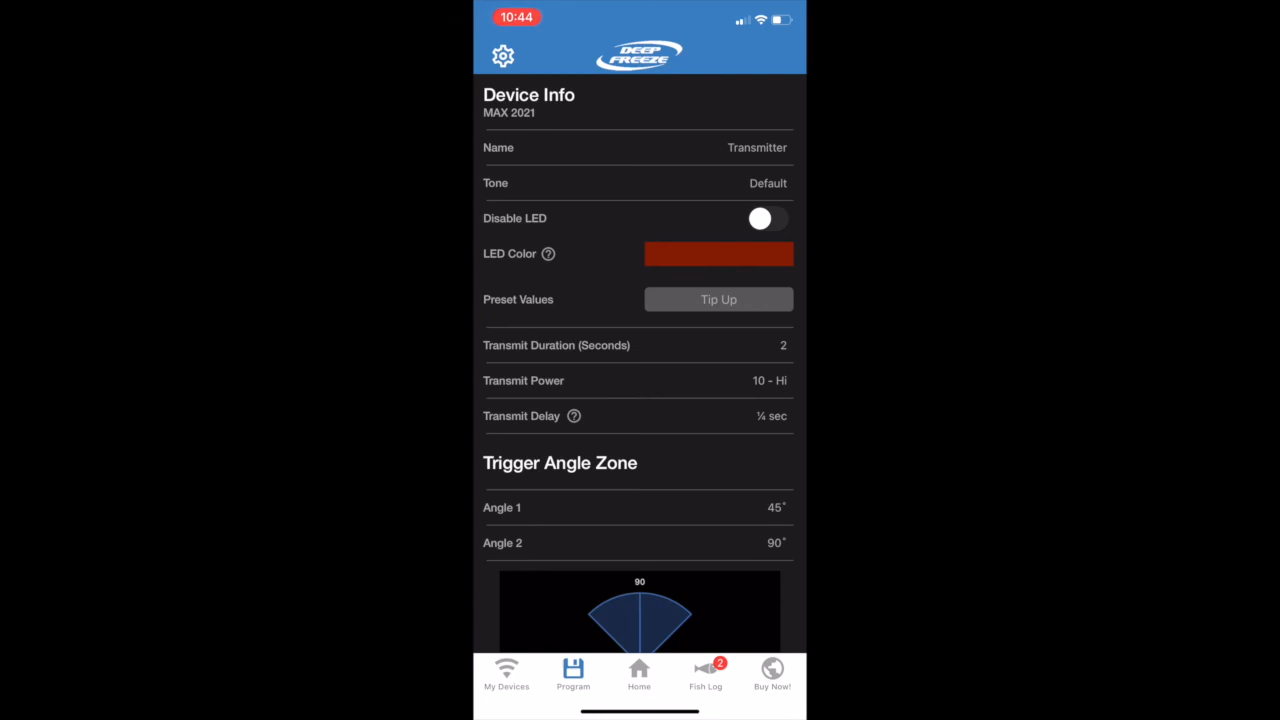 10:44
DEEP
FREEZE
Device Info
MAX 2021
Name Transmitter
Tone Default
Disable LED
LED Color ?
Preset Values Tip Up
Transmit Duration (Seconds) 2
Transmit Power 10 - Hi
Transmit Delay ? ¼ sec
Trigger Angle Zone
Angle 1 45°
Angle 2 90°
90
2
My Devices Program Home Fish Log Buy Now!